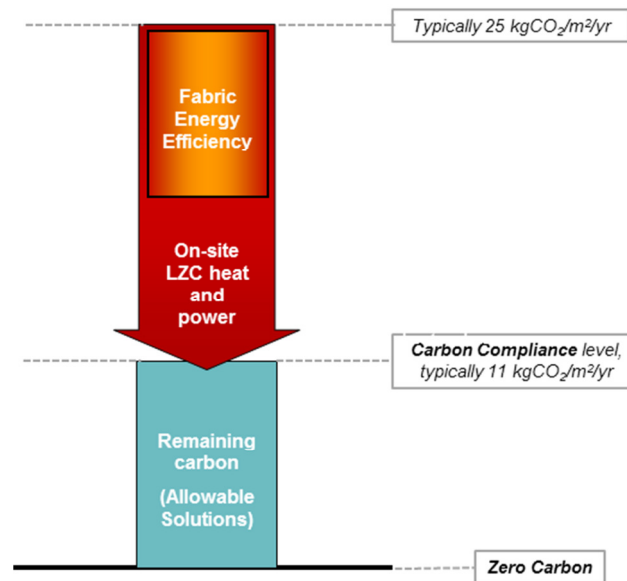 Typically 25 kgCO₂/m²/yr
Fabric
Energy
Efficiency
On-site
LZC heat
and
power
Carbon Compliance level,
typically 11 kgCO₂/m²/yr
Remaining
carbon
(Allowable
Solutions)
Zero Carbon